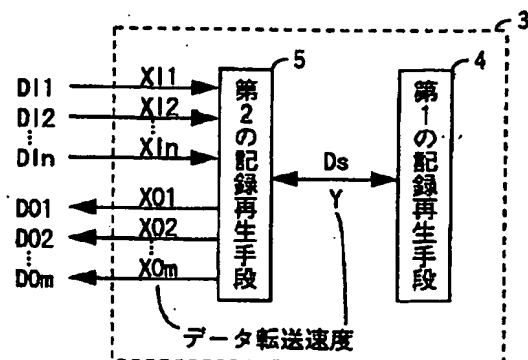 3
5
4
DI1
XI1
DI2
XI2
DIn
XIn
DO1
XO1
DO2
XO2
DOm
XOm
第2の記録再生手段
Ds
Y
第1の記録再生手段
データ転送速度